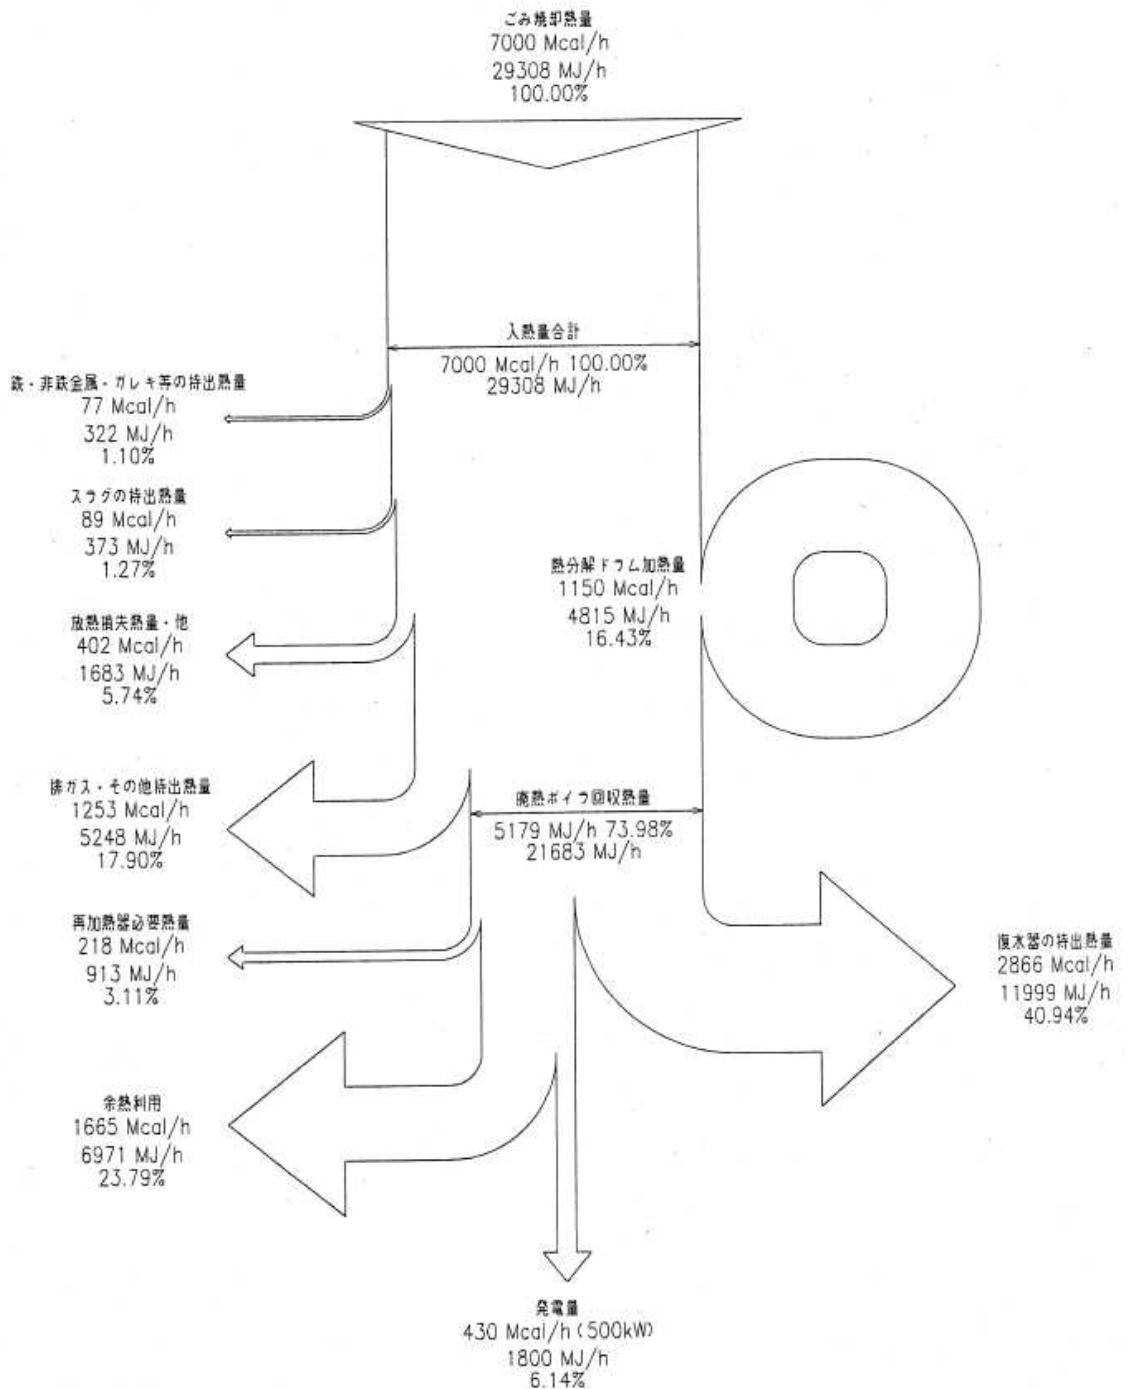 ごみ焼却熱量
7000 Mcal/h
29308 MJ/h
100.00%
入熱量合計
7000 Mcal/h 100.00%
29308 MJ/h
鉄・非鉄金属・ガレキ等の持出熱量
77 Mcal/h
322 MJ/h
1.10%
スラグの持出熱量
89 Mcal/h
373 MJ/h
1.27%
熱分解ドラム加熱量
1150 Mcal/h
4815 MJ/h
16.43%
放熱損失熱量・他
402 Mcal/h
1683 MJ/h
5.74%
排ガス・その他持出熱量
1253 Mcal/h
5248 MJ/h
17.90%
廃熱ボイラ回収熱量
5179 MJ/h 73.98%
21683 MJ/h
再加熱器必要熱量
218 Mcal/h
913 MJ/h
3.11%
復水器の持出熱量
2866 Mcal/h
11999 MJ/h
40.94%
余熱利用
1665 Mcal/h
6971 MJ/h
23.79%
発電量
430 Mcal/h (500kW)
1800 MJ/h
6.14%